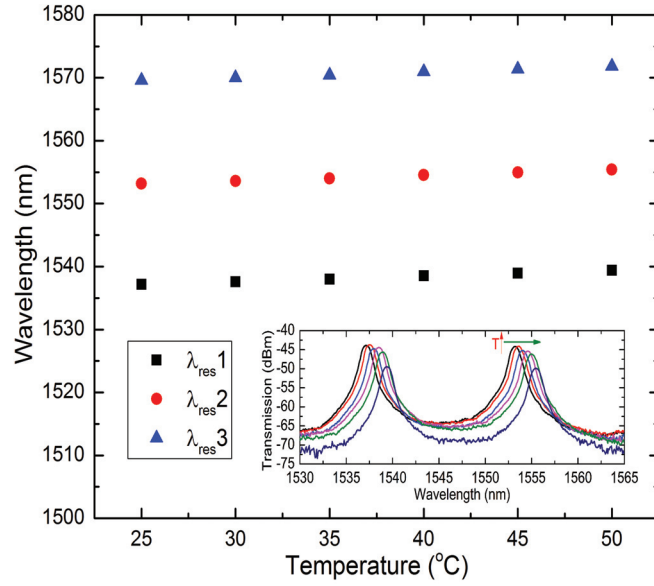 1580
1570
1560
1550
1540
1530
1520
1510
1500
Wavelength (nm)
25 30 35 40 45 50
Temperature (°C)
λres1
λres2
λres3
-40
-45
-50
-55
-60
-65
-70
-75
Transmission (dBm)
T
1530 1535 1540 1545 1550 1555 1560 1565
Wavelength (nm)